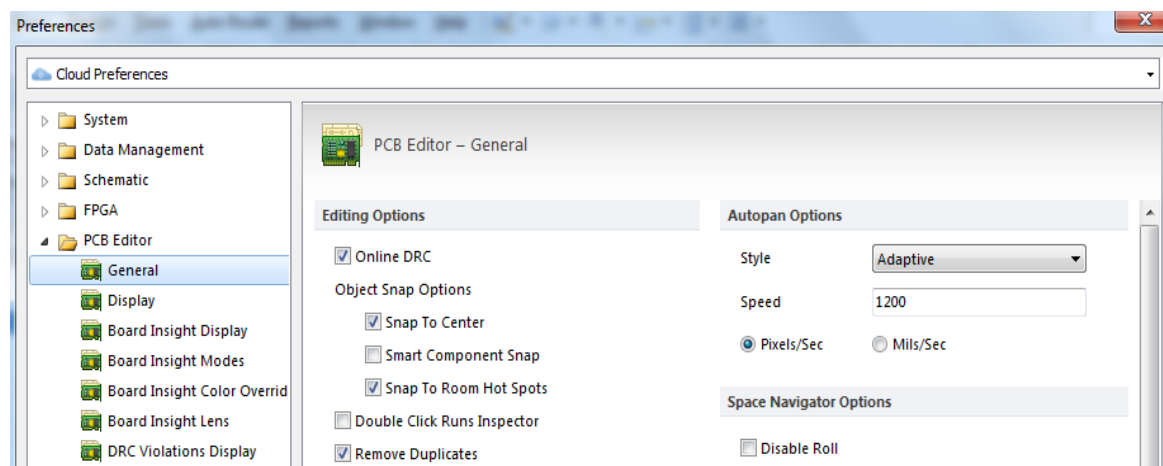 Preferences
Cloud Preferences
System
Data Management
Schematic
FPGA
PCB Editor
General
Display
Board Insight Display
Board Insight Modes
Board Insight Color Overrid
Board Insight Lens
DRC Violations Display
PCB Editor – General
Editing Options
Online DRC
Object Snap Options
Snap To Center
Smart Component Snap
Snap To Room Hot Spots
Double Click Runs Inspector
Remove Duplicates
Autopan Options
Style Adaptive
Speed 1200
Pixels/Sec Mils/Sec
Space Navigator Options
Disable Roll